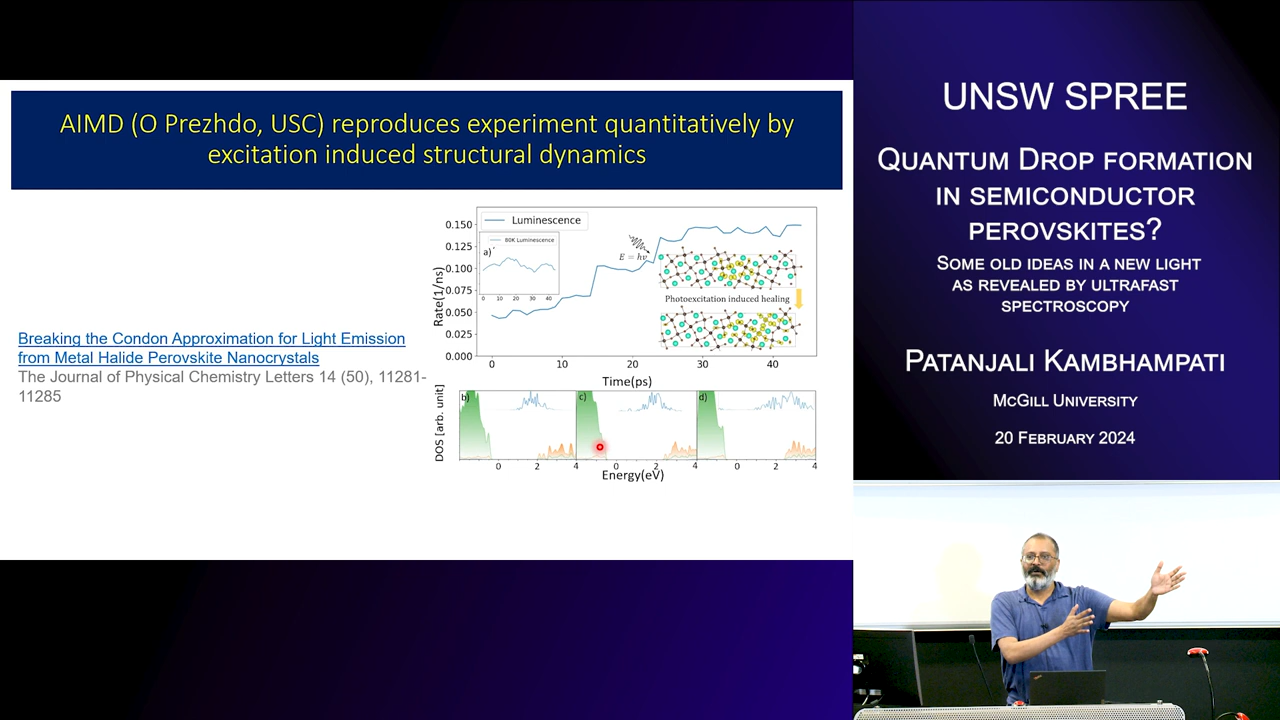 AIMD (O Prezhdo, USC) reproduces experiment quantitatively by
excitation induced structural dynamics
Breaking the Condon Approximation for Light Emission
from Metal Halide Perovskite Nanocrystals
The Journal of Physical Chemistry Letters 14 (50), 11281-
11285
Luminescence
80K Luminescence
a)
0 10 20 30 40
E = hν
Photoexcitation induced healing
0.150
0.125
0.100
0.075
0.050
0.025
0.000
Rate(1/ns)
0 10 20 30 40
Time(ps)
DOS [arb. unit]
b) c) d)
0 2 4 0 2 4 0 2 4
Energy(eV)
UNSW SPREE
QUANTUM DROP FORMATION
IN SEMICONDUCTOR
PEROVSKITES?
SOME OLD IDEAS IN A NEW LIGHT
AS REVEALED BY ULTRAFAST
SPECTROSCOPY
PATANJALI KAMBHAMPATI
MCGILL UNIVERSITY
20 FEBRUARY 2024